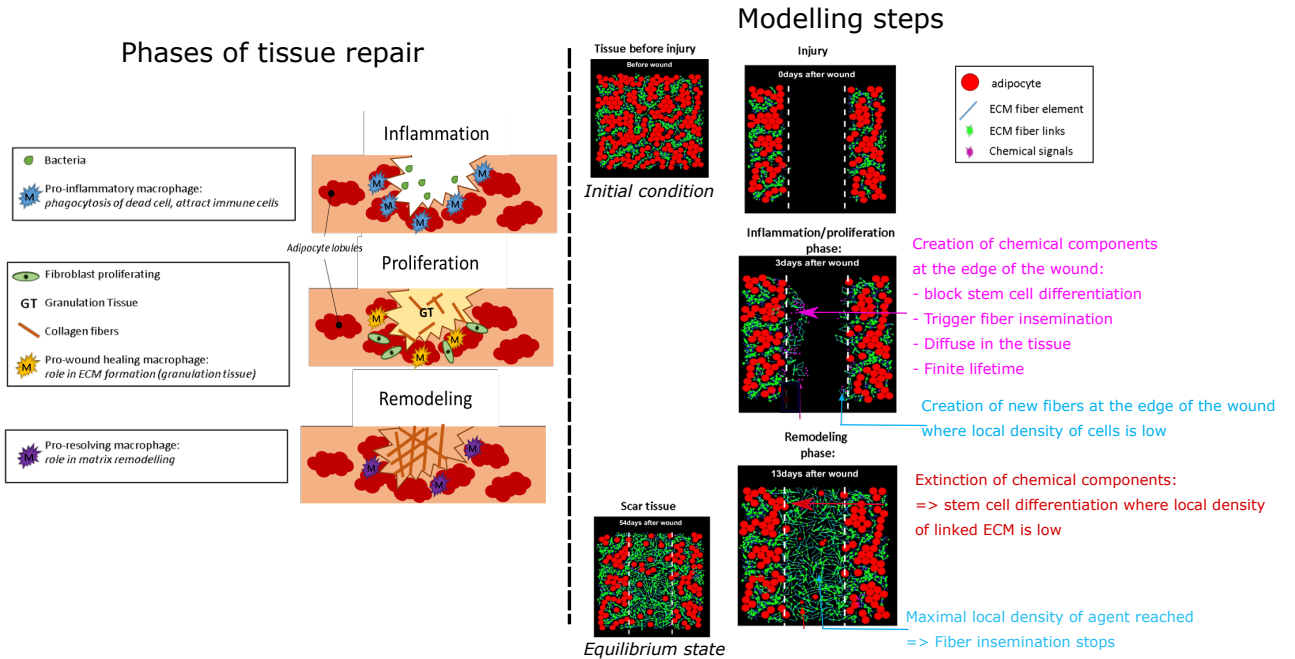 Phases of tissue repair
Inflammation
Bacteria
Pro-inflammatory macrophage:
phagocytosis of dead cell, attract immune cells
M
M
M
M
M
M
Adipocyte lobules
Proliferation
Fibroblast proliferating
GT Granulation Tissue
Collagen fibers
Pro-wound healing macrophage:
role in ECM formation (granulation tissue)
M
GT
M
M
M
Remodeling
Pro-resolving macrophage:
role in matrix remodelling
M
M
M
M
Modelling steps
Tissue before injury
Before wound
Initial condition
Injury
0days after wound
adipocyte
ECM fiber element
ECM fiber links
Chemical signals
Inflammation/proliferation
phase:
3days after wound
Creation of chemical components
at the edge of the wound:
- block stem cell differentiation
- Trigger fiber insemination
- Diffuse in the tissue
- Finite lifetime
Creation of new fibers at the edge of the wound
where local density of cells is low
Remodeling
phase:
13days after wound
Extinction of chemical components:
=> stem cell differentiation where local density
of linked ECM is low
Maximal local density of agent reached
=> Fiber insemination stops
Scar tissue
54days after wound
Equilibrium state